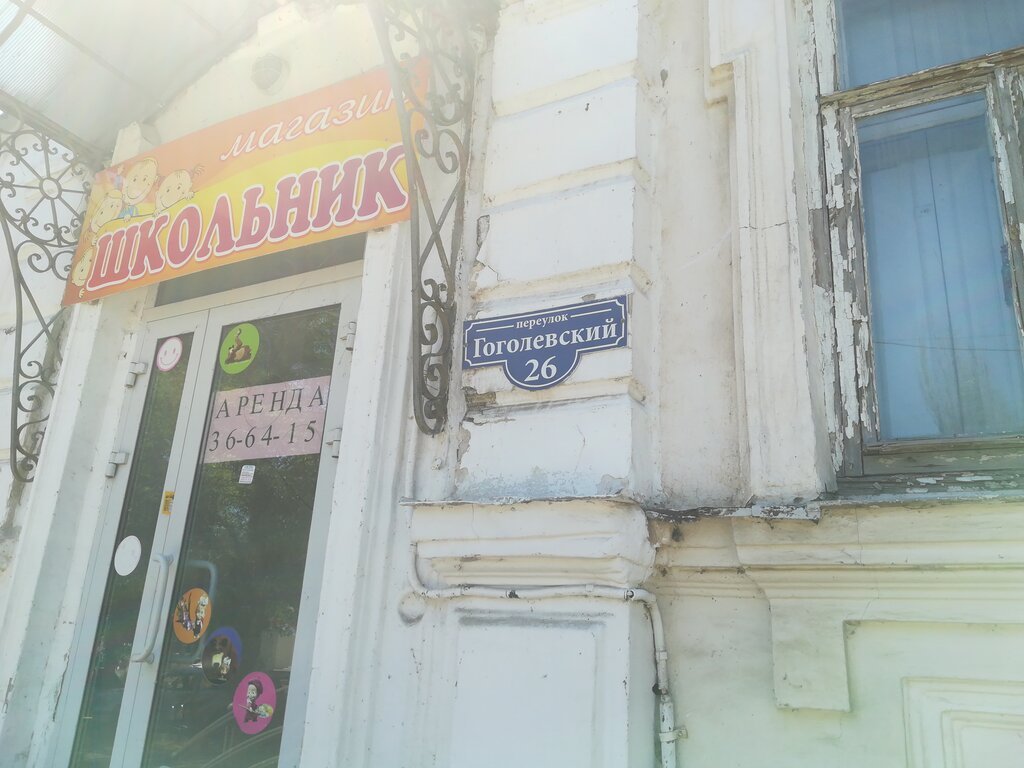 магазин
ШКОЛЬНИК
переулок
Гоголевский
26
АРЕНДА
36-64-15